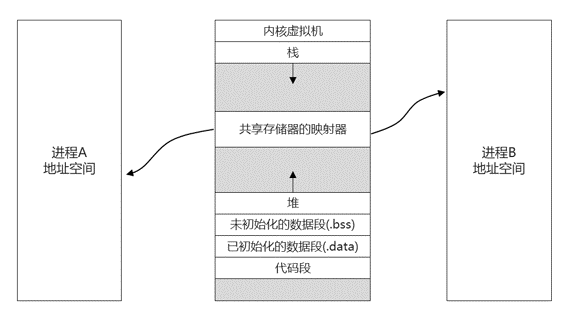 进程A
地址空间
内核虚拟机
栈
共享存储器的映射器
堆
未初始化的数据段(.bss)
已初始化的数据段(.data)
代码段
进程B
地址空间